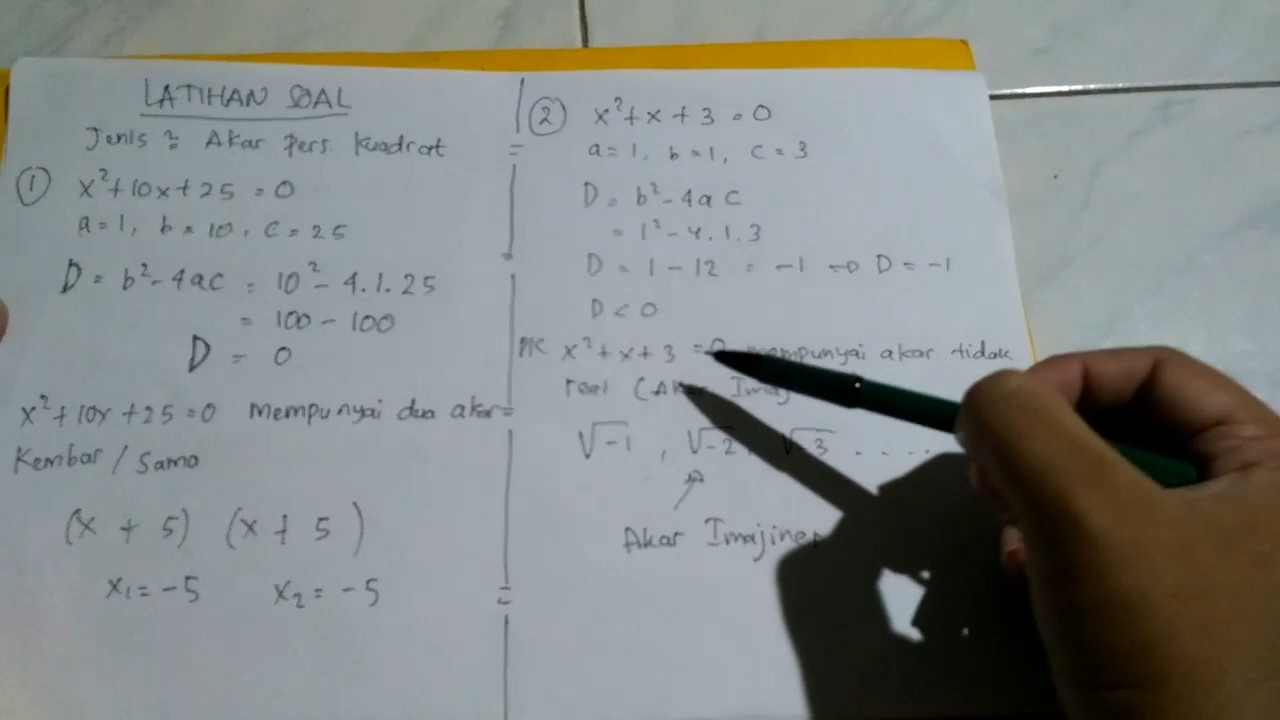 LATIHAN SOAL
Jenis² Akar Pers. Kuadrat
① x²+10x+25 = 0
a=1, b=10, c=25
D = b²-4ac = 10²-4.1.25
= 100-100
D = 0
x²+10x+25=0 mempunyai dua akar
Kembar / Sama
(x + 5) (x + 5)
x₁=-5 x₂=-5
② x²+x+3=0
a=1, b=1, c=3
D = b²-4ac
= 1²-4.1.3
D = 1-12 = -1 → D = -1
D < 0
x²+x+3 =0 mempunyai akar tidak
real (Akar
√-1, √-2, √-3 .....
Akar Imajiner